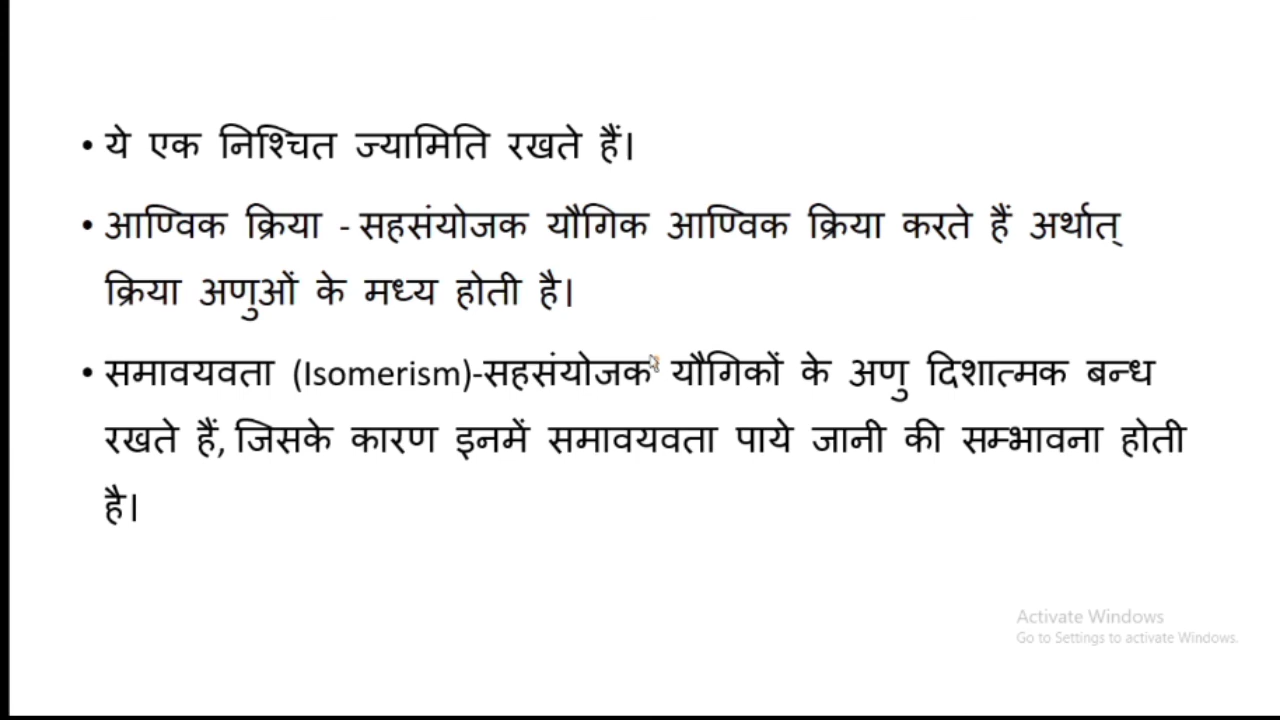 • ये एक निश्चित ज्यामिति रखते हैं।
• आण्विक क्रिया - सहसंयोजक यौगिक आण्विक क्रिया करते हैं अर्थात्
क्रिया अणुओं के मध्य होती है।
• समावयवता (Isomerism)-सहसंयोजक यौगिकों के अणु दिशात्मक बन्ध
रखते हैं, जिसके कारण इनमें समावयवता पाये जानी की सम्भावना होती
है।
Activate Windows
Go to Settings to activate Windows.